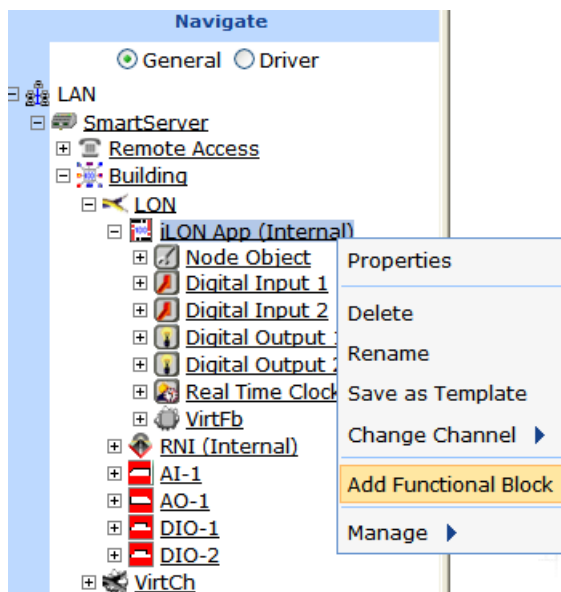 Navigate
General Driver
LAN
SmartServer
Remote Access
Building
LON
iLON App (Internal)
Node Object
Digital Input 1
Digital Input 2
Digital Output
Digital Output
Real Time Clock
VirtFb
RNI (Internal)
AI-1
AO-1
DIO-1
DIO-2
VirtCh
Properties
Delete
Rename
Save as Template
Change Channel
Add Functional Block
Manage